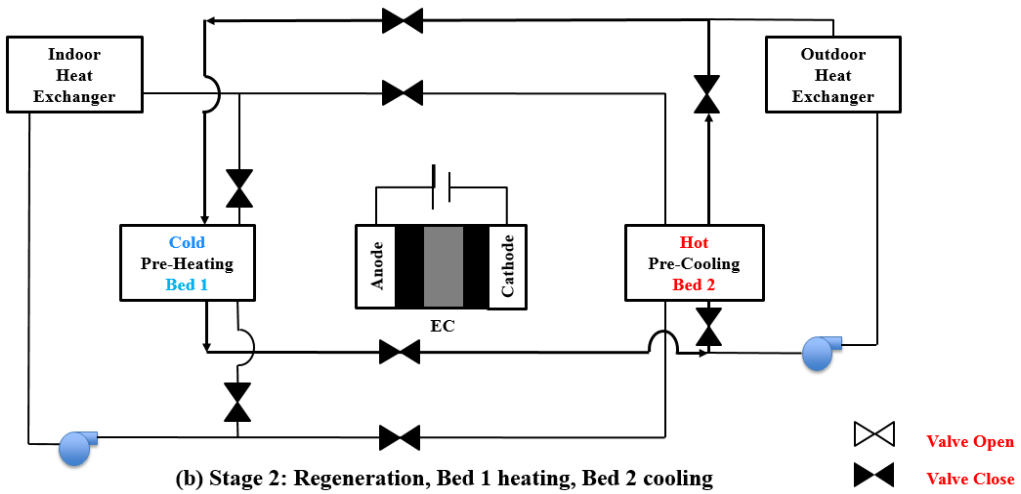 Indoor
Heat
Exchanger
Outdoor
Heat
Exchanger
Cold
Pre-Heating
Bed 1
Anode
Cathode
EC
Hot
Pre-Cooling
Bed 2
Valve Open
Valve Close
(b) Stage 2: Regeneration, Bed 1 heating, Bed 2 cooling